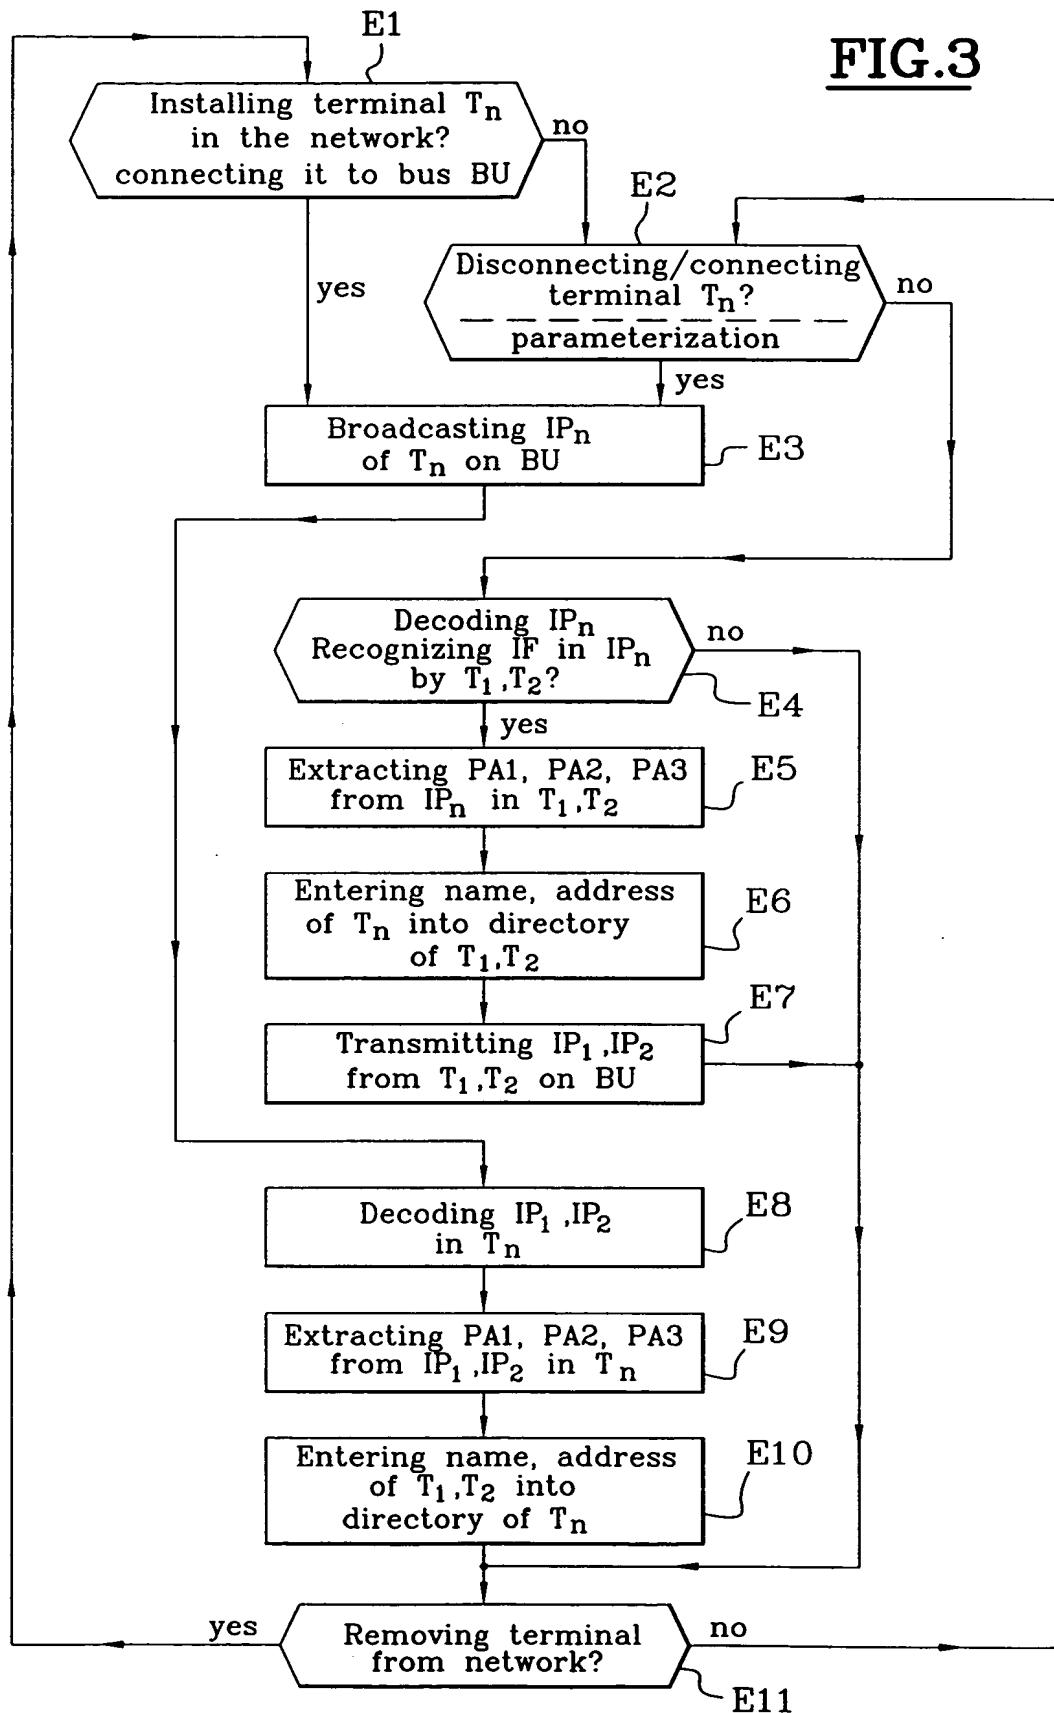 E1
FIG.3
Installing terminal Tn
in the network?
connecting it to bus BU
no
E2
yes
Disconnecting/connecting
terminal Tn?
parameterization
no
yes
Broadcasting IPn
of Tn on BU
E3
Decoding IPn
Recognizing IF in IPn
by T1,T2?
no
E4
yes
Extracting PA1, PA2, PA3
from IPn in T1,T2
E5
Entering name, address
of Tn into directory
of T1,T2
E6
E7
Transmitting IP1,IP2
from T1,T2 on BU
Decoding IP1,IP2
in Tn
E8
Extracting PA1, PA2, PA3
from IP1,IP2 in Tn
E9
Entering name, address
of T1,T2 into
directory of Tn
E10
yes
Removing terminal
from network?
no
E11